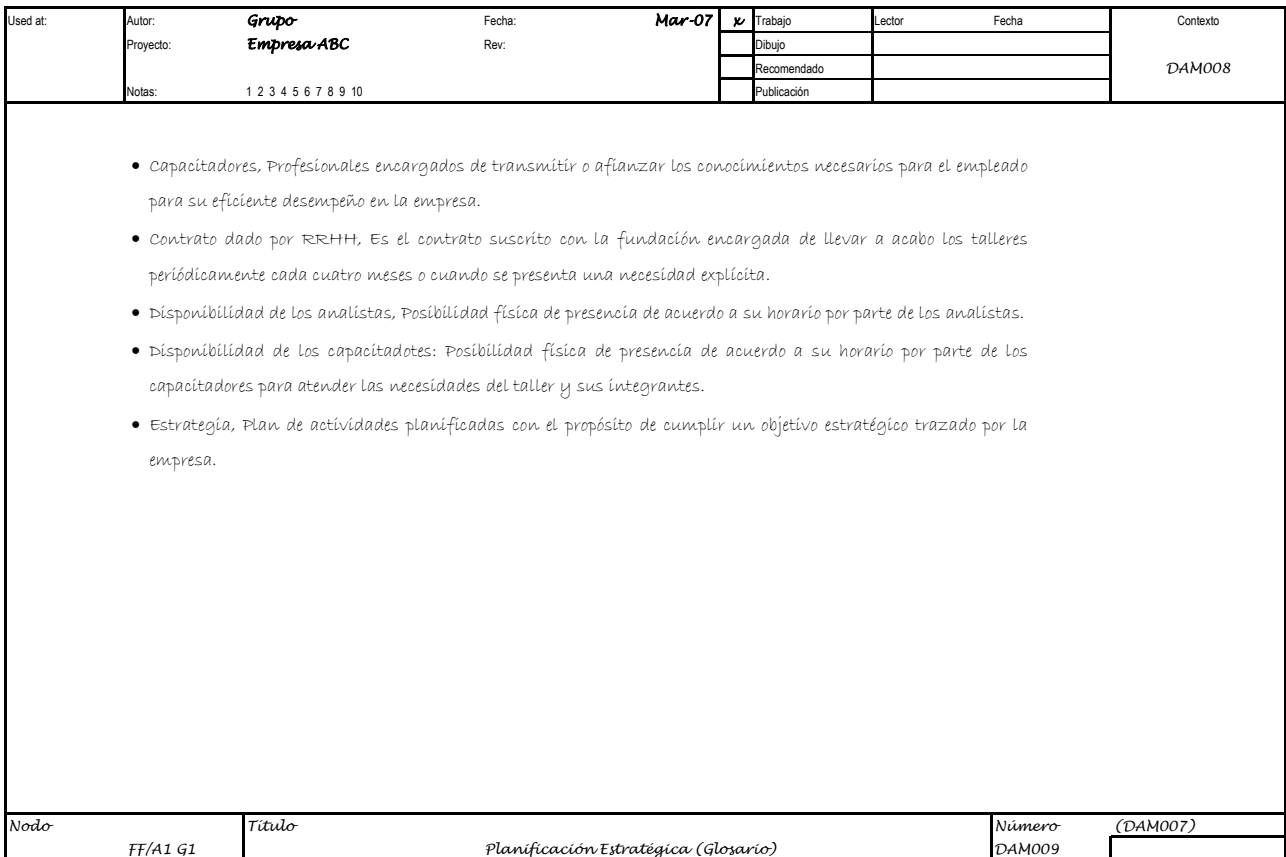 Used at: Autor: Grupo Fecha: Mar-07 x Trabajo Lector Fecha Contexto
Proyecto: Empresa ABC Rev: Dibujo
Recomendado DAM008
Notas: 1 2 3 4 5 6 7 8 9 10 Publicación
• Capacitadores, Profesionales encargados de transmitir o afianzar los conocimientos necesarios para el empleado
para su eficiente desempeño en la empresa.
• Contrato dado por RRHH, Es el contrato suscrito con la fundación encargada de llevar a acabo los talleres
periódicamente cada cuatro meses o cuando se presenta una necesidad explícita.
• Disponibilidad de los analistas, Posibilidad física de presencia de acuerdo a su horario por parte de los analistas.
• Disponibilidad de los capacitadotes: Posibilidad física de presencia de acuerdo a su horario por parte de los
capacitadores para atender las necesidades del taller y sus integrantes.
• Estrategia, Plan de actividades planificadas con el propósito de cumplir un objetivo estratégico trazado por la
empresa.
Nodo Título Número (DAM007)
FF/A1 G1 Planificación Estratégica (Glosario) DAM009